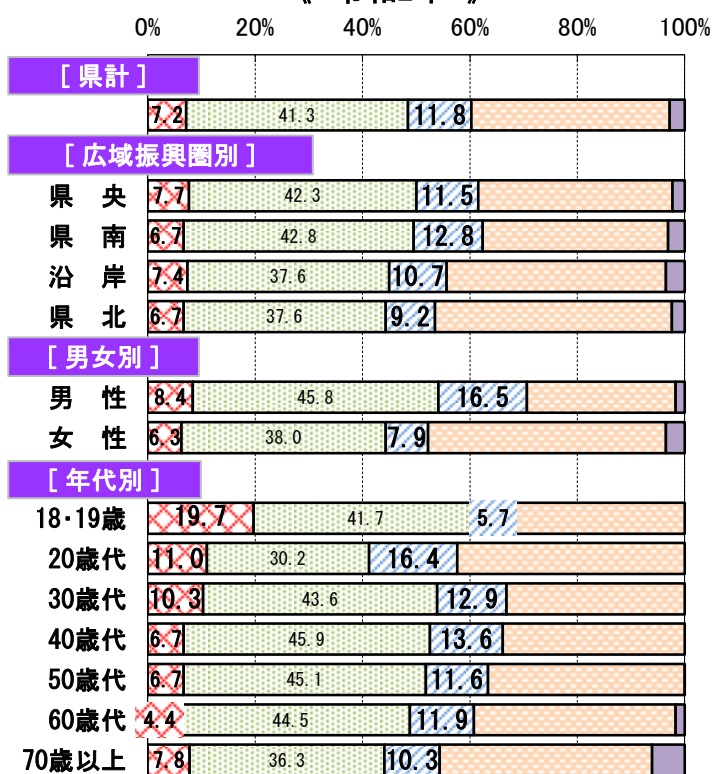 0% 20% 40% 60% 80% 100%
[ 県計 ]
7.2 41.3 11.8
[ 広域振興圏別 ]
県 央 7.7 42.3 11.5
県 南 6.7 42.8 12.8
沿 岸 7.4 37.6 10.7
県 北 6.7 37.6 9.2
[ 男女別 ]
男 性 8.4 45.8 16.5
女 性 6.3 38.0 7.9
[ 年代別 ]
18・19歳 19.7 41.7 5.7
20歳代 11.0 30.2 16.4
30歳代 10.3 43.6 12.9
40歳代 6.7 45.9 13.6
50歳代 6.7 45.1 11.6
60歳代 4.4 44.5 11.9
70歳以上 7.8 36.3 10.3